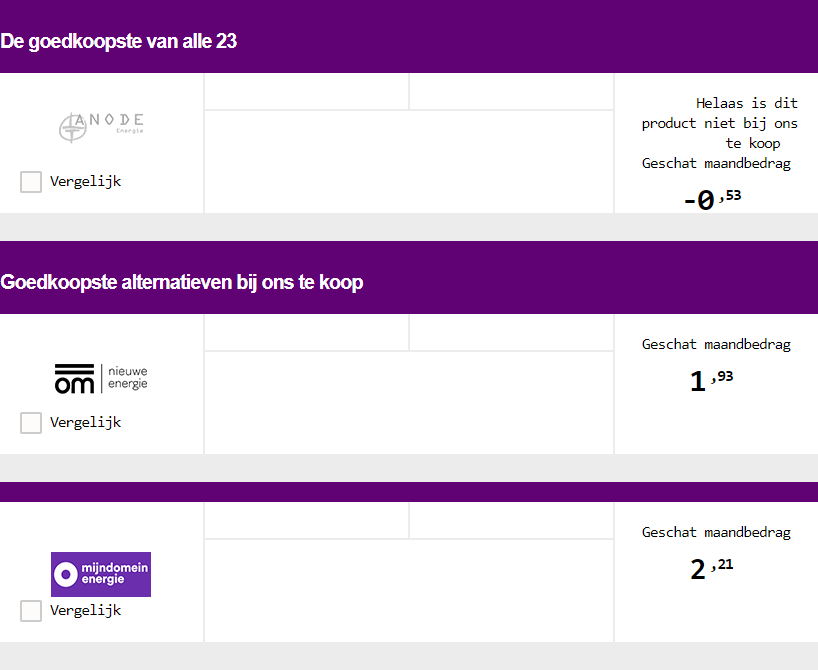 De goedkoopste van alle 23
ANODE
Energie
Helaas is dit
product niet bij ons
te koop
Geschat maandbedrag
-0,53
Vergelijk
Goedkoopste alternatieven bij ons te koop
om | nieuwe
energie
Geschat maandbedrag
1,93
Vergelijk
mijndomein
energie
Geschat maandbedrag
2,21
Vergelijk